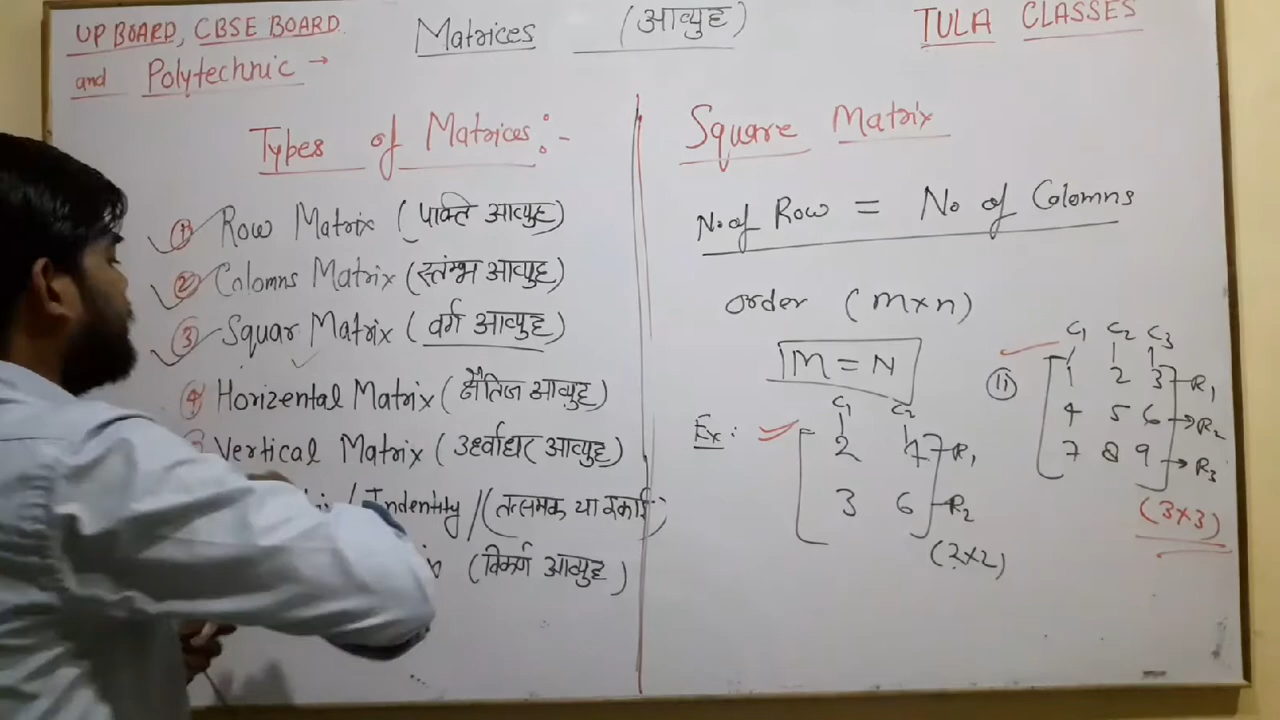 UP BOARD, CBSE BOARD
and Polytechnic →
Matrices (आव्युह)
TULA CLASSES
Types of Matrices:-
① Row Matrix (पंक्ति आव्युह)
② Colomns Matrix (स्तंम्भ आव्युह)
③ Squar Matrix (वर्ग आव्युह)
④ Horizental Matrix (क्षैतिज आव्युह)
Vertical Matrix (उर्ध्वाधर आव्युह)
/ Indentity / (तत्समक या इकाई)
(विकर्ण आव्युह)
Square Matrix
No. of Row = No of Colomns
order (m×n)
M = N
Ex:
C1 C2
2 4 R1
3 6 R2
(2×2)
(11)
C1 C2 C3
1 2 3 R1
4 5 6 → R2
7 8 9 → R3
(3×3)